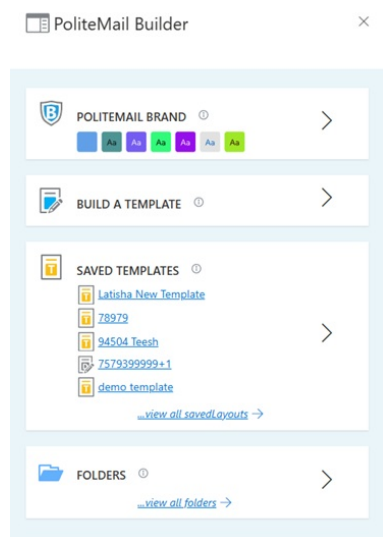 PoliteMail Builder
B
POLITEMAIL BRAND
Aa Aa Aa Aa Aa Aa
BUILD A TEMPLATE
T SAVED TEMPLATES
T Latisha New Template
T 78979
T 94504 Teesh
7579399999+1
T demo template
...view all savedLayouts
FOLDERS
...view all folders